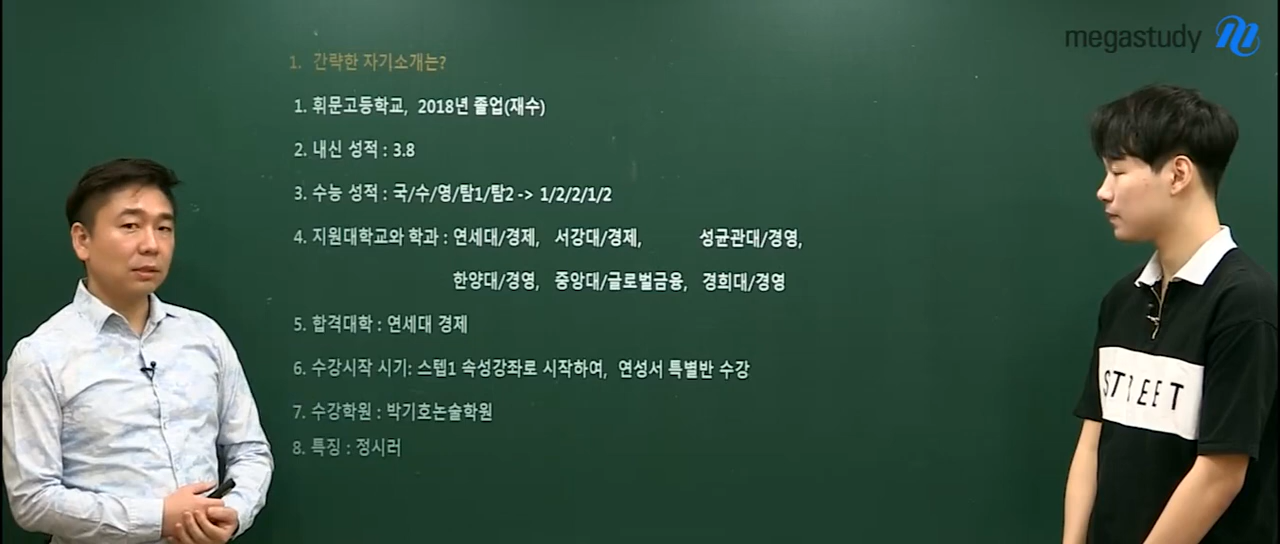 megastudy
1. 간략한 자기소개는?
1. 휘문고등학교, 2018년 졸업(재수)
2. 내신 성적 : 3.8
3. 수능 성적 : 국/수/영/탐1/탐2 -> 1/2/2/1/2
4. 지원대학교와 학과 : 연세대/경제, 서강대/경제, 성균관대/경영,
한양대/경영, 중앙대/글로벌금융, 경희대/경영
5. 합격대학 : 연세대 경제
6. 수강시작 시기: 스텝1 속성강좌로 시작하여, 연성서 특별반 수강
7. 수강학원 : 박기호논술학원
8. 특징 : 정시러
STREET